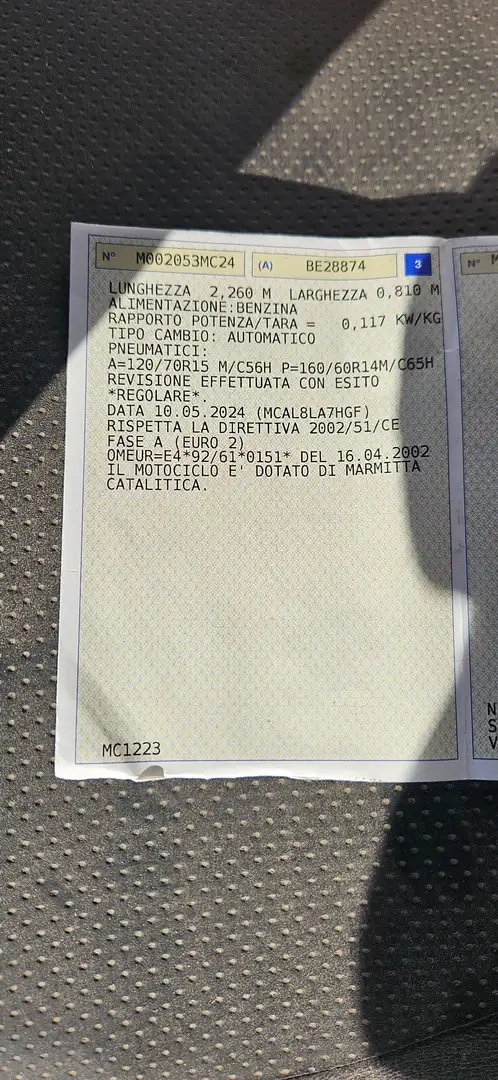 N° M002053MC24 (A) BE28874 3 N° M
LUNGHEZZA 2,260 M LARGHEZZA 0,810 M
ALIMENTAZIONE:BENZINA
RAPPORTO POTENZA/TARA = 0,117 KW/KG
TIPO CAMBIO: AUTOMATICO
PNEUMATICI:
A=120/70R15 M/C56H P=160/60R14M/C65H
REVISIONE EFFETTUATA CON ESITO
*REGOLARE*.
DATA 10.05.2024 (MCAL8LA7HGF)
RISPETTA LA DIRETTIVA 2002/51/CE
FASE A (EURO 2)
OMEUR=E4*92/61*0151* DEL 16.04.2002
IL MOTOCICLO E' DOTATO DI MARMITTA
CATALITICA.
MC1223
N
S
V